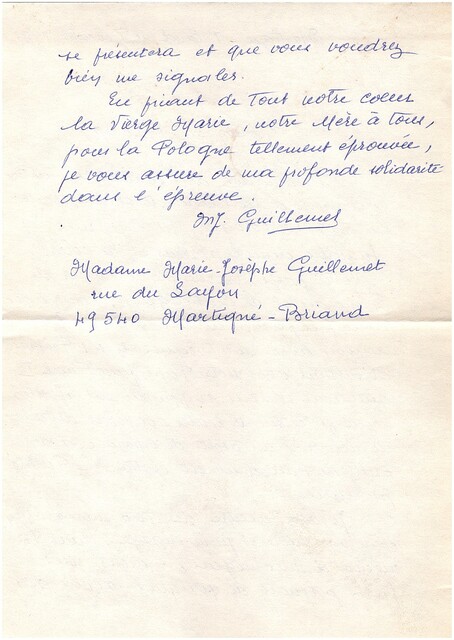 se présentera et que vous voudrez
bien me signaler.
En priant de tout notre coeur
la Vierge Marie, notre Mère à tous,
pour la Pologne tellement éprouvée,
je vous assure de ma profonde solidarité
dans l'épreuve.
MJ. Guillemet
Madame Marie-Josèphe Guillemet
rue du Layon
49540 Martigné-Briand